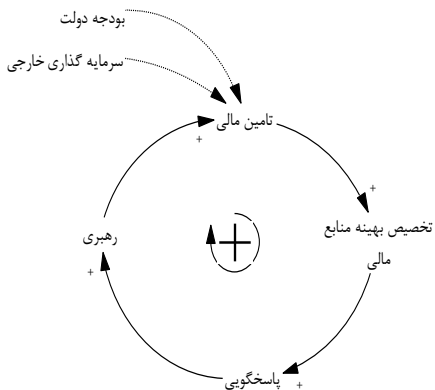 بودجه دولت
سرمایه گذاری خارجی
تامین مالی
+
+
تخصیص بهینه منابع
مالی
رهبری
+
+
پاسخگویی
+